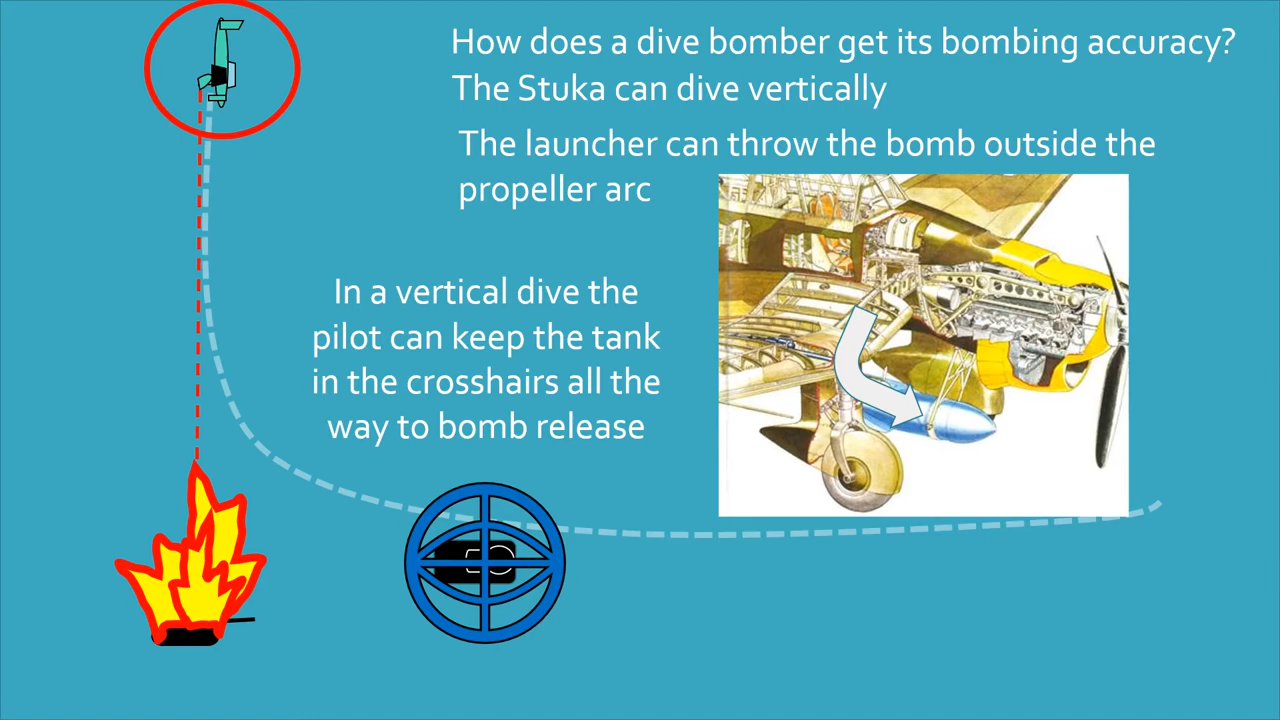 How does a dive bomber get its bombing accuracy?
The Stuka can dive vertically
The launcher can throw the bomb outside the
propeller arc
In a vertical dive the
pilot can keep the tank
in the crosshairs all the
way to bomb release